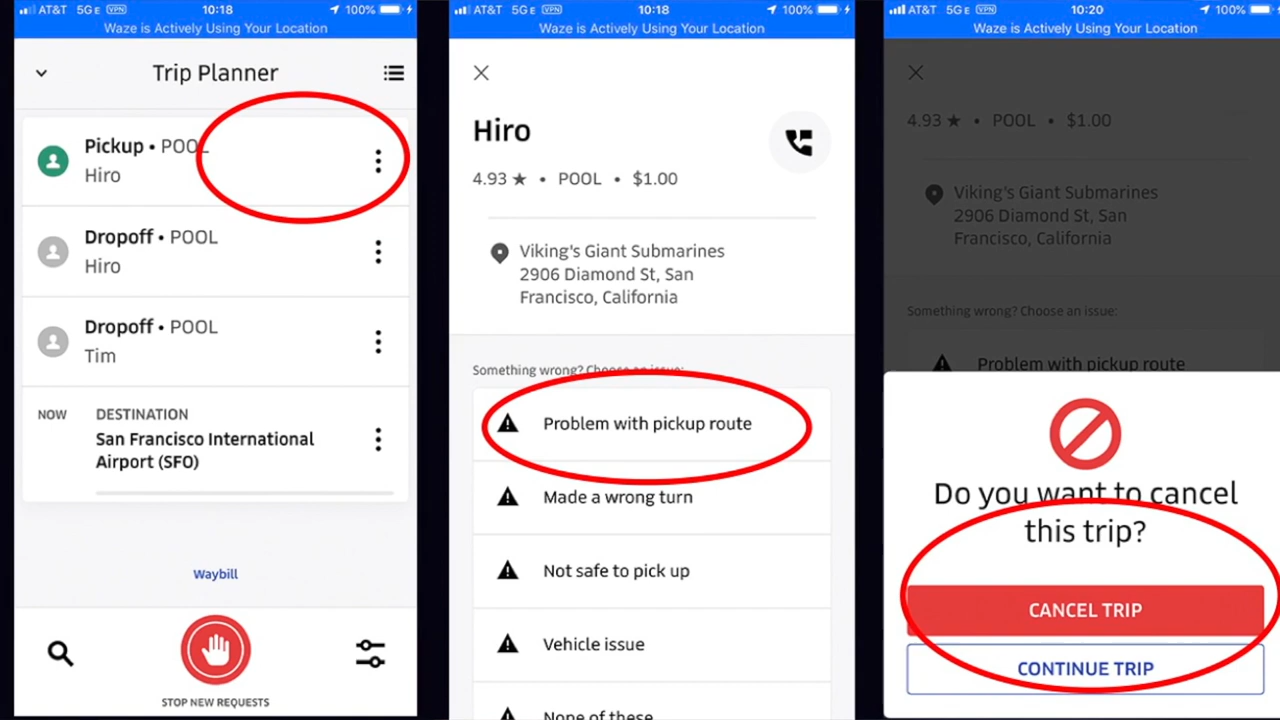 AT&T 5GE VPN 10:18 100%
Waze is Actively Using Your Location
Trip Planner
Pickup • POOL
Hiro
Dropoff • POOL
Hiro
Dropoff • POOL
Tim
NOW DESTINATION
San Francisco International
Airport (SFO)
Waybill
STOP NEW REQUESTS
AT&T 5GE VPN 10:18 100%
Waze is Actively Using Your Location
Hiro
4.93 ★ • POOL • $1.00
Viking's Giant Submarines
2906 Diamond St, San
Francisco, California
Something wrong? Choose an issue:
Problem with pickup route
Made a wrong turn
Not safe to pick up
Vehicle issue
None of these
AT&T 5GE VPN 10:20 100%
Waze is Actively Using Your Location
4.93 ★ • POOL • $1.00
Viking's Giant Submarines
2906 Diamond St, San
Francisco, California
Something wrong? Choose an issue:
Problem with pickup route
Do you want to cancel
this trip?
CANCEL TRIP
CONTINUE TRIP